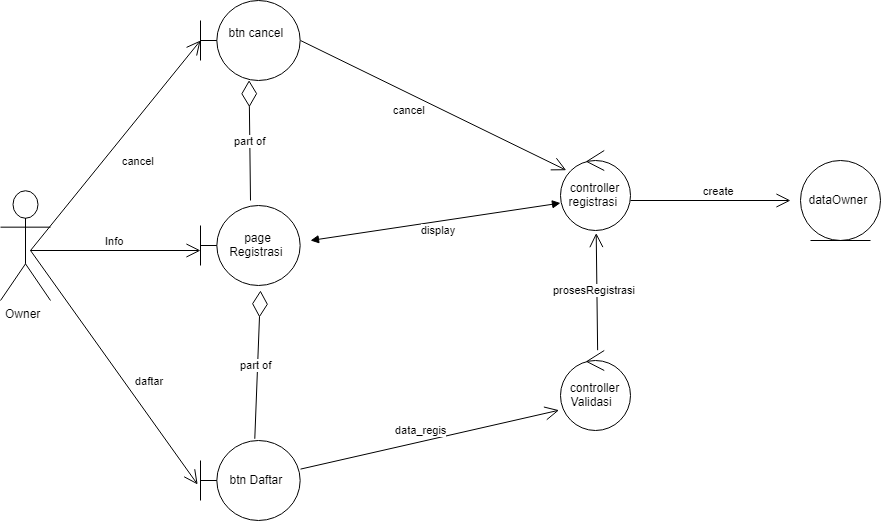 btn cancel
cancel
part of
cancel
controller
registrasi
create
dataOwner
page
Registrasi
Info
display
Owner
prosesRegistrasi
part of
daftar
controller
Validasi
data_regis
btn Daftar